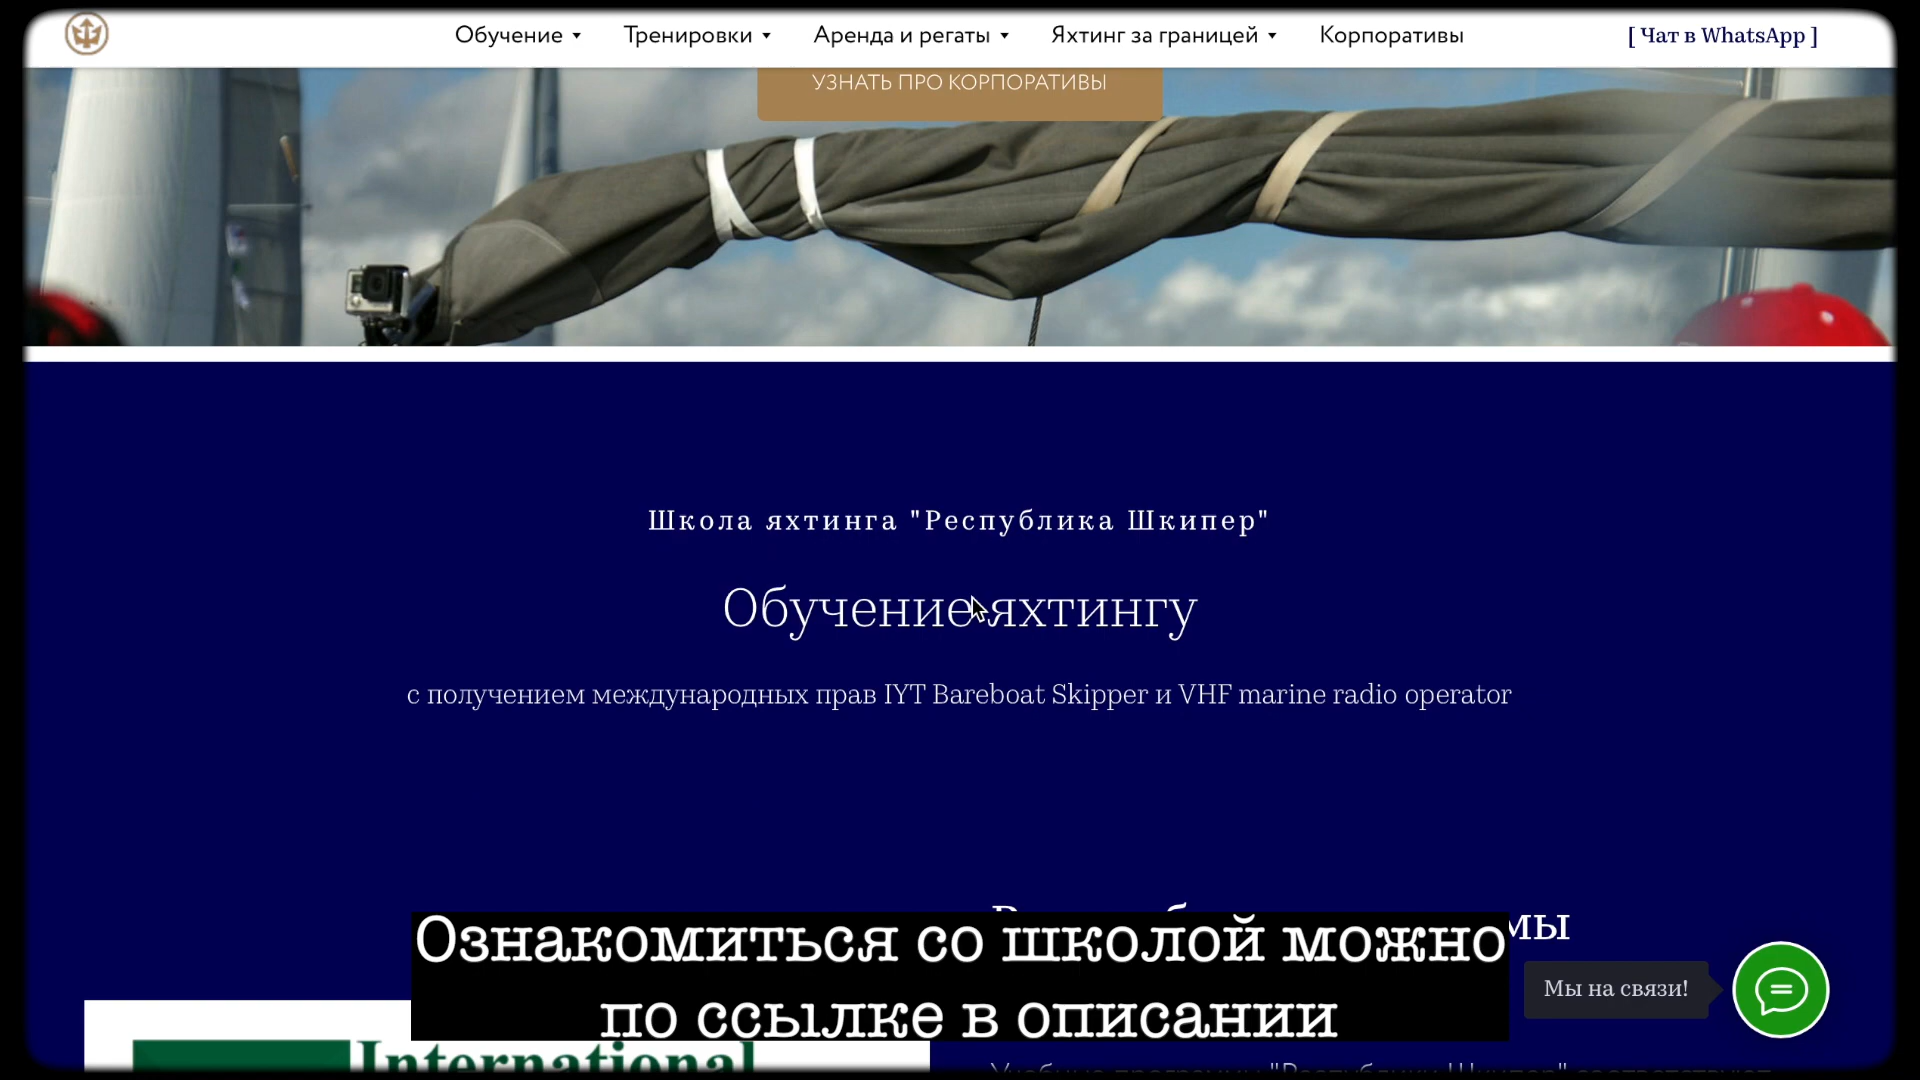 Обучение
Тренировки
Аренда и регаты
Яхтинг за границей
Корпоративы
[ Чат в WhatsApp ]
УЗНАТЬ ПРО КОРПОРАТИВЫ
Школа яхтинга "Республика Шкипер"
Обучение яхтингу
с получением международных прав IYT Bareboat Skipper и VHF marine radio operator
Ознакомиться со школой можно
по ссылке в описании
Мы на связи!
International